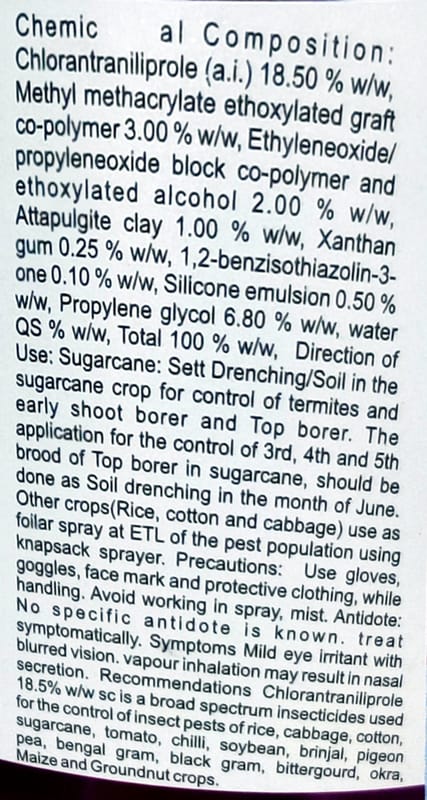 Chemic al Composition:
Chlorantraniliprole (a.i.) 18.50 % w/w,
Methyl methacrylate ethoxylated graft
co-polymer 3.00 % w/w, Ethyleneoxide/
propyleneoxide block co-polymer and
ethoxylated alcohol 2.00 % w/w,
Attapulgite clay 1.00 % w/w, Xanthan
gum 0.25 % w/w, 1,2-benzisothiazolin-3-
one 0.10 % w/w, Silicone emulsion 0.50 %
w/w, Propylene glycol 6.80 % w/w, water
QS % w/w, Total 100 % w/w, Direction of
Use: Sugarcane: Sett Drenching/Soil in the
sugarcane crop for control of termites and
early shoot borer and Top borer. The
application for the control of 3rd, 4th and 5th
brood of Top borer in sugarcane, should be
done as Soil drenching in the month of June.
Other crops(Rice, cotton and cabbage) use as
foliar spray at ETL of the pest population using
knapsack sprayer. Precautions: Use gloves,
goggles, face mark and protective clothing, while
handling. Avoid working in spray, mist. Antidote:
No specific antidote is known. treat
symptomatically. Symptoms Mild eye irritant with
blurred vision. vapour inhalation may result in nasal
secretion. Recommendations Chlorantraniliprole
18.5% w/w sc is a broad spectrum insecticides used
for the control of insect pests of rice, cabbage, cotton,
sugarcane, tomato, chilli, soybean, brinjal, pigeon
pea, bengal gram, black gram, bittergourd, okra,
Maize and Groundnut crops.